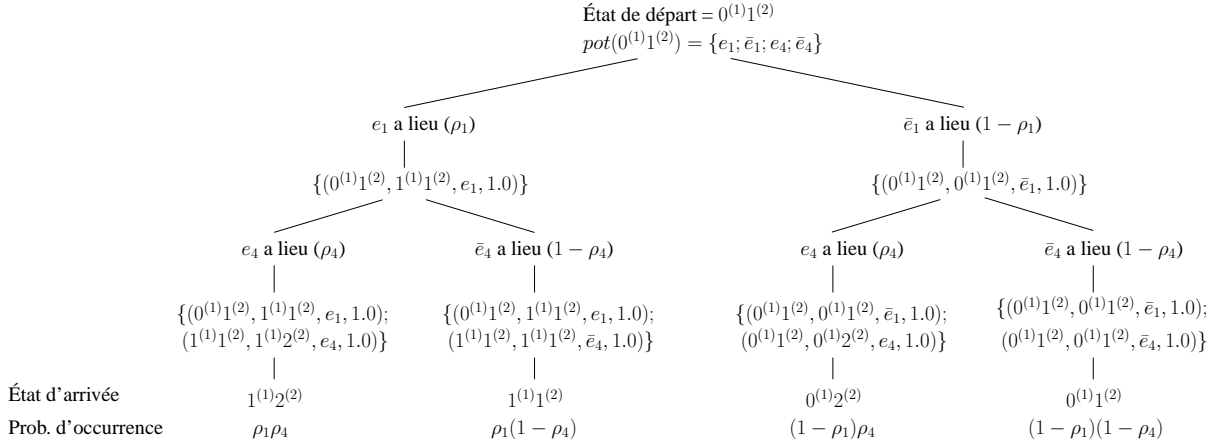 État de départ = 0^{(1)}1^{(2)}
pot(0^{(1)}1^{(2)}) = {e_1; ē_1; e_4; ē_4}
e_1 a lieu (ρ_1) ē_1 a lieu (1 − ρ_1)
{(0^{(1)}1^{(2)}, 1^{(1)}1^{(2)}, e_1, 1.0)} {(0^{(1)}1^{(2)}, 0^{(1)}1^{(2)}, ē_1, 1.0)}
e_4 a lieu (ρ_4) ē_4 a lieu (1 − ρ_4) e_4 a lieu (ρ_4) ē_4 a lieu (1 − ρ_4)
{(0^{(1)}1^{(2)}, 1^{(1)}1^{(2)}, e_1, 1.0); {(0^{(1)}1^{(2)}, 1^{(1)}1^{(2)}, e_1, 1.0); {(0^{(1)}1^{(2)}, 0^{(1)}1^{(2)}, ē_1, 1.0); {(0^{(1)}1^{(2)}, 0^{(1)}1^{(2)}, ē_1, 1.0);
(1^{(1)}1^{(2)}, 1^{(1)}2^{(2)}, e_4, 1.0)} (1^{(1)}1^{(2)}, 1^{(1)}1^{(2)}, ē_4, 1.0)} (0^{(1)}1^{(2)}, 0^{(1)}2^{(2)}, e_4, 1.0)} (0^{(1)}1^{(2)}, 0^{(1)}1^{(2)}, ē_4, 1.0)}
État d'arrivée 1^{(1)}2^{(2)} 1^{(1)}1^{(2)} 0^{(1)}2^{(2)} 0^{(1)}1^{(2)}
Prob. d'occurrence ρ_1ρ_4 ρ_1(1 − ρ_4) (1 − ρ_1)ρ_4 (1 − ρ_1)(1 − ρ_4)